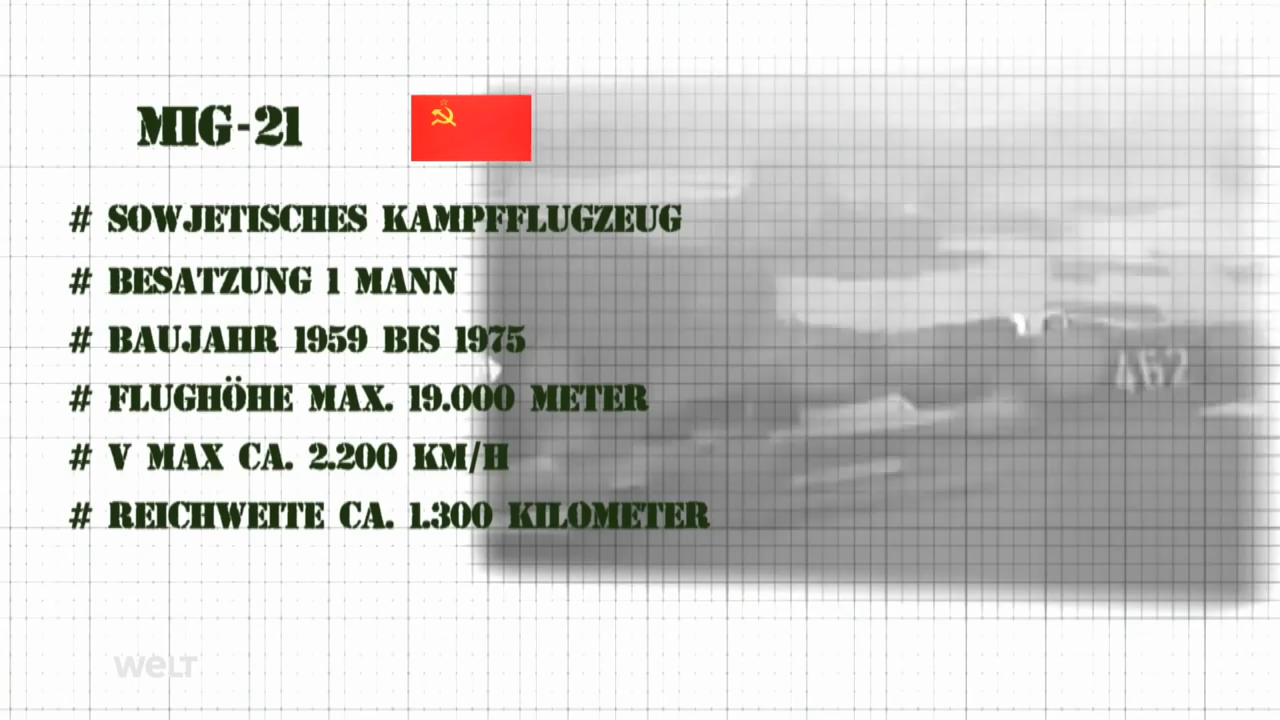 MIG-21
# SOWJETISCHES KAMPFFLUGZEUG
# BESATZUNG 1 MANN
# BAUJAHR 1959 BIS 1975
# FLUGHÖHE MAX. 19.000 METER
# V MAX CA. 2.200 KM/H
# REICHWEITE CA. 1.300 KILOMETER
462
WELT